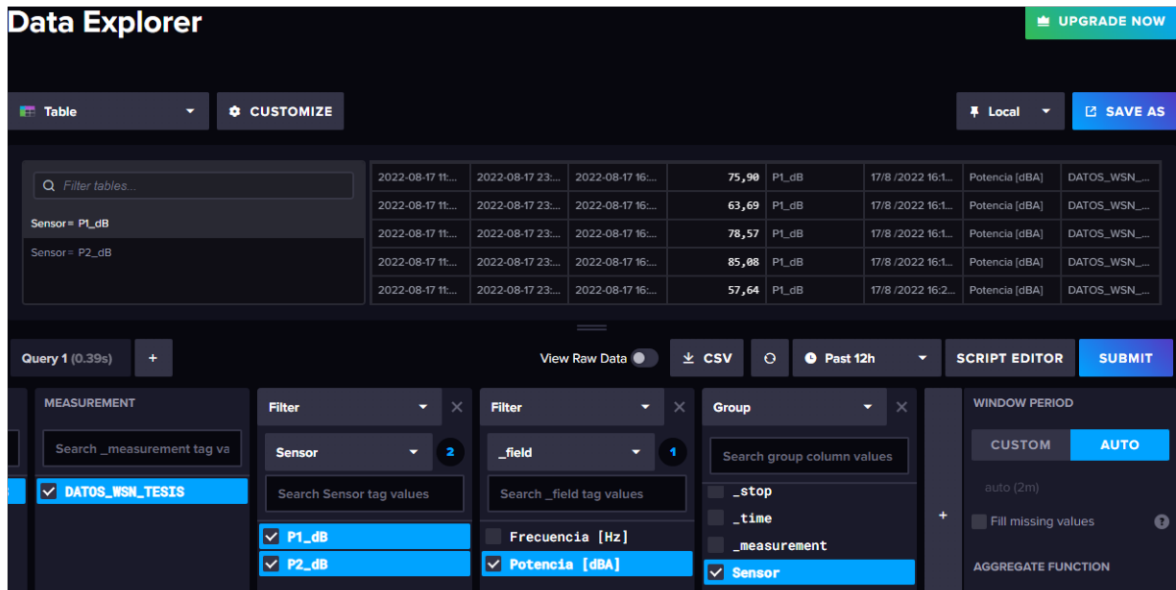 Data Explorer
UPGRADE NOW
Table
CUSTOMIZE
Local
SAVE AS
Filter tables...
Sensor= P1_dB
Sensor= P2_dB
2022-08-17 11:... 2022-08-17 23:... 2022-08-17 16:... 75,90 P1_dB 17/8 /2022 16:1... Potencia [dBA] DATOS_WSN_...
2022-08-17 11:... 2022-08-17 23:... 2022-08-17 16:... 63,69 P1_dB 17/8 /2022 16:1... Potencia [dBA] DATOS_WSN_...
2022-08-17 11:... 2022-08-17 23:... 2022-08-17 16:... 78,57 P1_dB 17/8 /2022 16:1... Potencia [dBA] DATOS_WSN_...
2022-08-17 11:... 2022-08-17 23:... 2022-08-17 16:... 85,08 P1_dB 17/8 /2022 16:1... Potencia [dBA] DATOS_WSN_...
2022-08-17 11:... 2022-08-17 23:... 2022-08-17 16:... 57,64 P1_dB 17/8 /2022 16:2... Potencia [dBA] DATOS_WSN_...
Query 1 (0.39s)
+
View Raw Data
CSV
Past 12h
SCRIPT EDITOR
SUBMIT
MEASUREMENT
Search _measurement tag va
DATOS_WSN_TESIS
Filter
Sensor
2
Search Sensor tag values
P1_dB
P2_dB
Filter
_field
1
Search _field tag values
Frecuencia [Hz]
Potencia [dBA]
Group
Search group column values
_stop
_time
_measurement
Sensor
+
WINDOW PERIOD
CUSTOM
AUTO
auto (2m)
Fill missing values
?
AGGREGATE FUNCTION